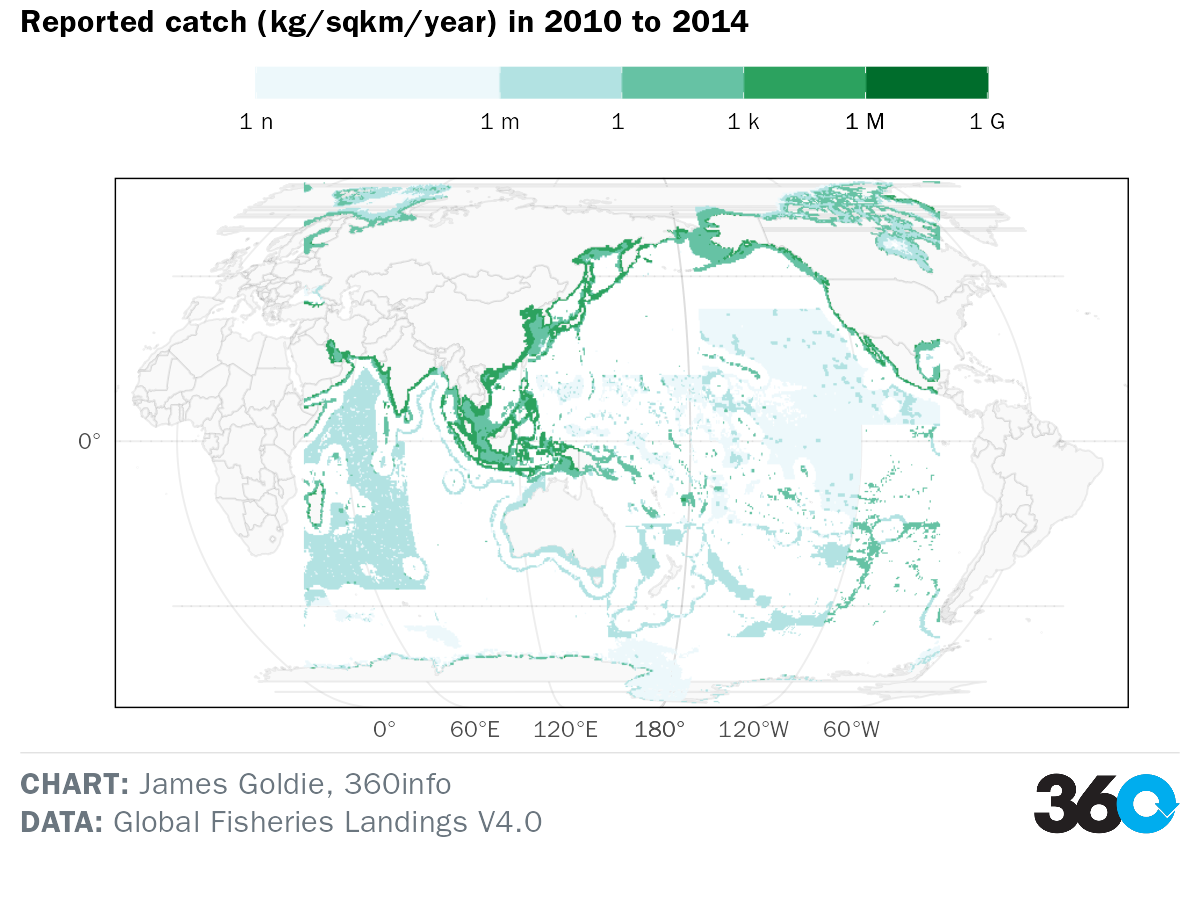 Reported catch (kg/sqkm/year) in 2010 to 2014
1 n 1 m 1 1 k 1 M 1 G
0°
0° 60°E 120°E 180° 120°W 60°W
CHART: James Goldie, 360info
DATA: Global Fisheries Landings V4.0
360